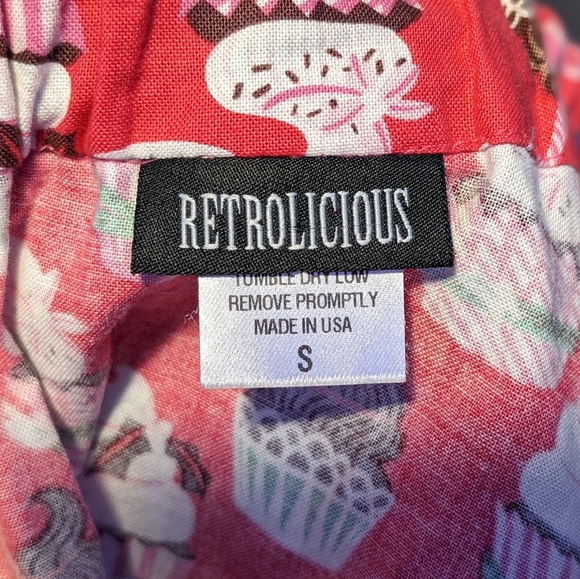 RETROLICIOUS
TUMBLE DRY LOW
REMOVE PROMPTLY
MADE IN USA
S